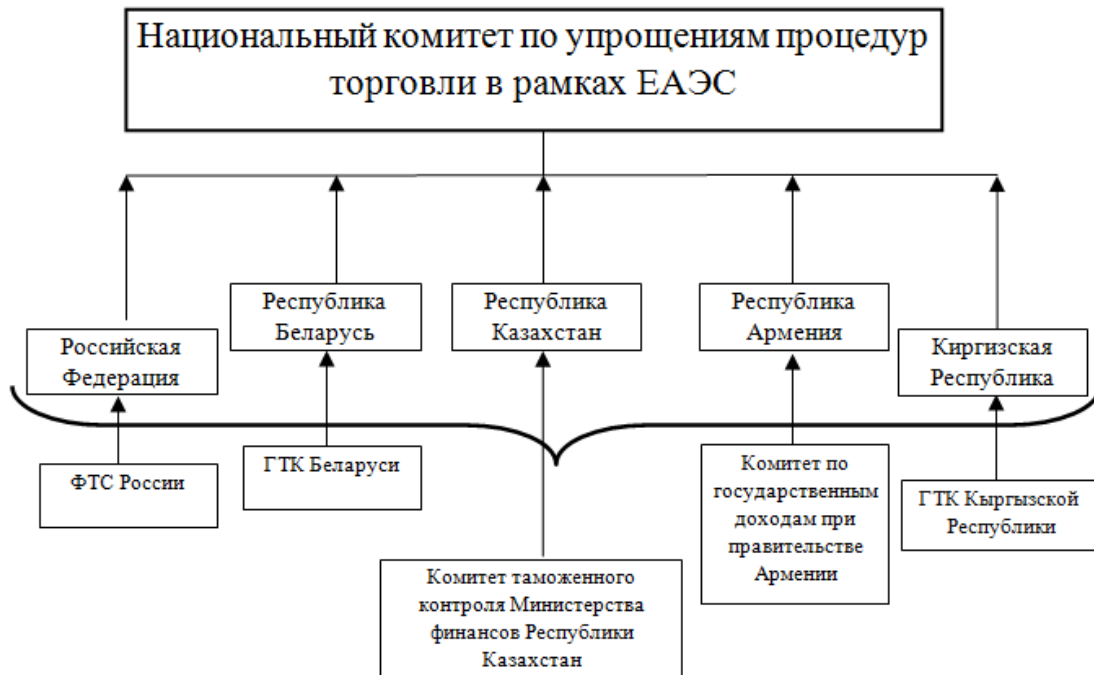 Национальный комитет по упрощениям процедур
торговли в рамках ЕАЭС
Российская
Федерация
Республика
Беларусь
Республика
Казахстан
Республика
Армения
Киргизская
Республика
ФТС России
ГТК Беларуси
Комитет таможенного
контроля Министерства
финансов Республики
Казахстан
Комитет по
государственным
доходам при
правительстве
Армении
ГТК Кыргызской
Республики